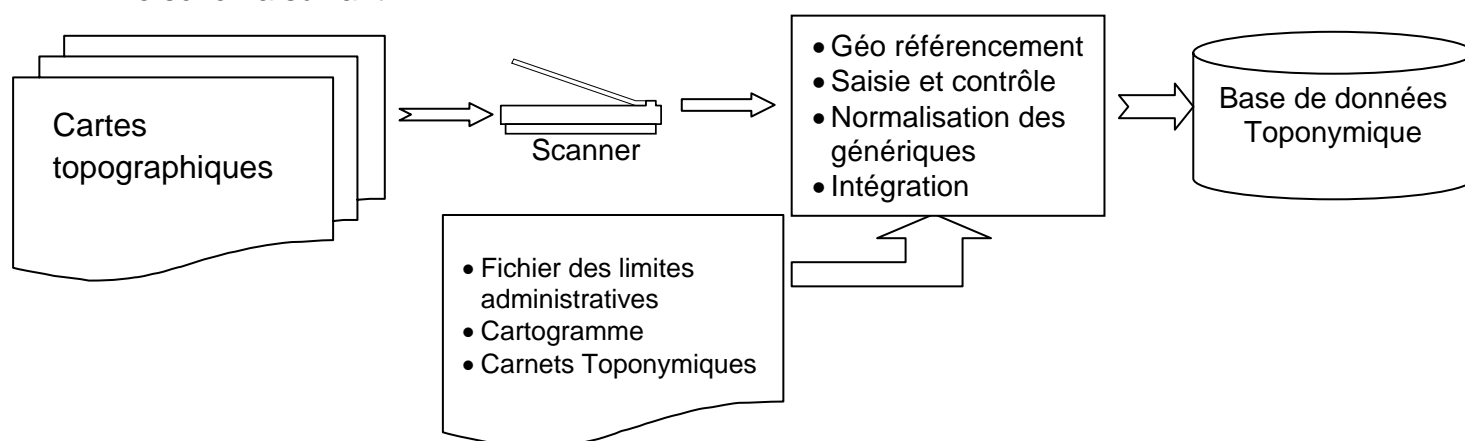 Cartes
topographiques
Scanner
• Géo référencement
• Saisie et contrôle
• Normalisation des
génériques
• Intégration
Base de données
Toponymique
• Fichier des limites
administratives
• Cartogramme
• Carnets Toponymiques